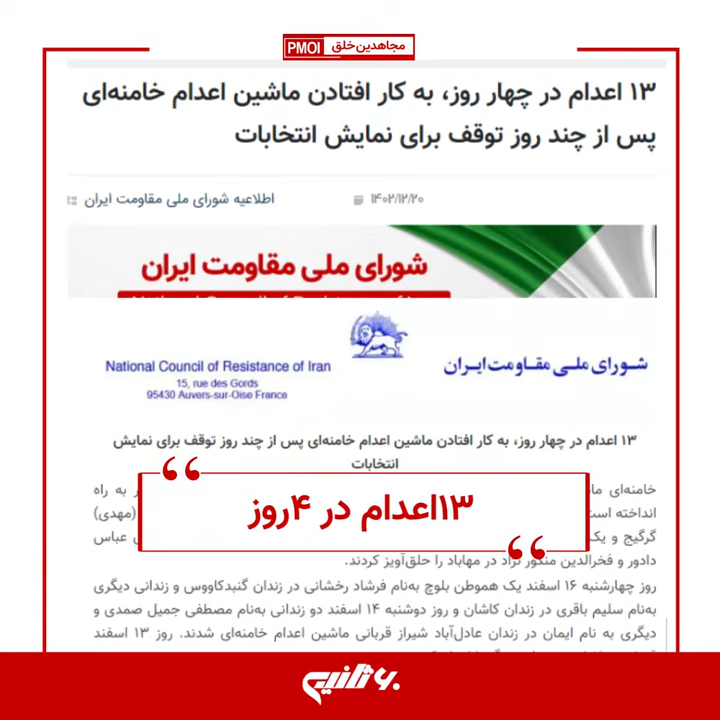 مجاهدین خلق PMOI
۱۳ اعدام در چهار روز، به کار افتادن ماشین اعدام خامنه‌ای
پس از چند روز توقف برای نمایش انتخابات
۱۴۰۲/۱۲/۲۰ اطلاعیه شورای ملی مقاومت ایران
شورای ملی مقاومت ایران
National Council of Resistance of Iran
شورای ملی مقاومت ایران
15, rue des Gords
95430 Auvers-sur-Oise France
۱۳ اعدام در چهار روز، به کار افتادن ماشین اعدام خامنه‌ای پس از چند روز توقف برای نمایش
انتخابات
خامنه‌ای به راه
انداخته است (مهدی)
۱۳اعدام در ۴روز
گرگیج و یک عباس
دادور و فخرالدین در مهاباد را حلق‌آویز کردند.
روز چهارشنبه ۱۶ اسفند یک هموطن بلوچ به‌نام فرشاد رخشانی در زندان گنبدکاووس و زندانی دیگری
به‌نام سلیم باقری در زندان کاشان و روز دوشنبه ۱۴ اسفند دو زندانی به‌نام مصطفی جمیل صمدی و
دیگری به نام ایمان در زندان عادل‌آباد شیراز قربانی ماشین اعدام خامنه‌ای شدند. روز ۱۳ اسفند
۶۰ ثانیه